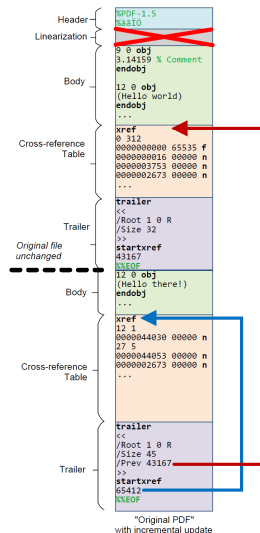 Header
%PDF-1.5
%âãÏÓ
Linearization
Body
9 0 obj
3.14159 % Comment
endobj
12 0 obj
(Hello world)
endobj
...
Cross-reference
Table
xref
0 312
0000000000 65535 f
0000000016 00000 n
0000003753 00000 n
0000002673 00000 n
...
Trailer
trailer
<<
/Root 1 0 R
/Size 32
>>
startxref
43167
%%EOF
Original file
unchanged
Body
12 0 obj
(Hello there!)
endobj
...
Cross-reference
Table
xref
12 1
0000044030 00000 n
27 5
0000044053 00000 n
0000002673 00000 n
...
Trailer
trailer
<<
/Root 1 0 R
/Size 45
/Prev 43167
>>
startxref
65412
%%EOF
"Original PDF"
with incremental update